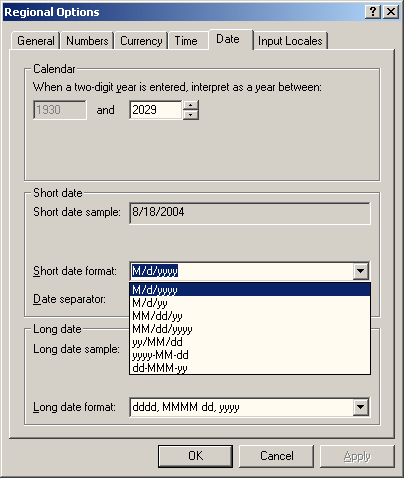 Regional Options
General Numbers Currency Time Date Input Locales
Calendar
When a two-digit year is entered, interpret as a year between:
1930 and 2029
Short date
Short date sample: 8/18/2004
Short date format: M/d/yyyy
Date separator:
M/d/yyyy
M/d/yy
MM/dd/yy
MM/dd/yyyy
yy/MM/dd
yyyy-MM-dd
dd-MMM-yy
Long date
Long date sample:
Long date format: dddd, MMMM dd, yyyy
OK Cancel Apply